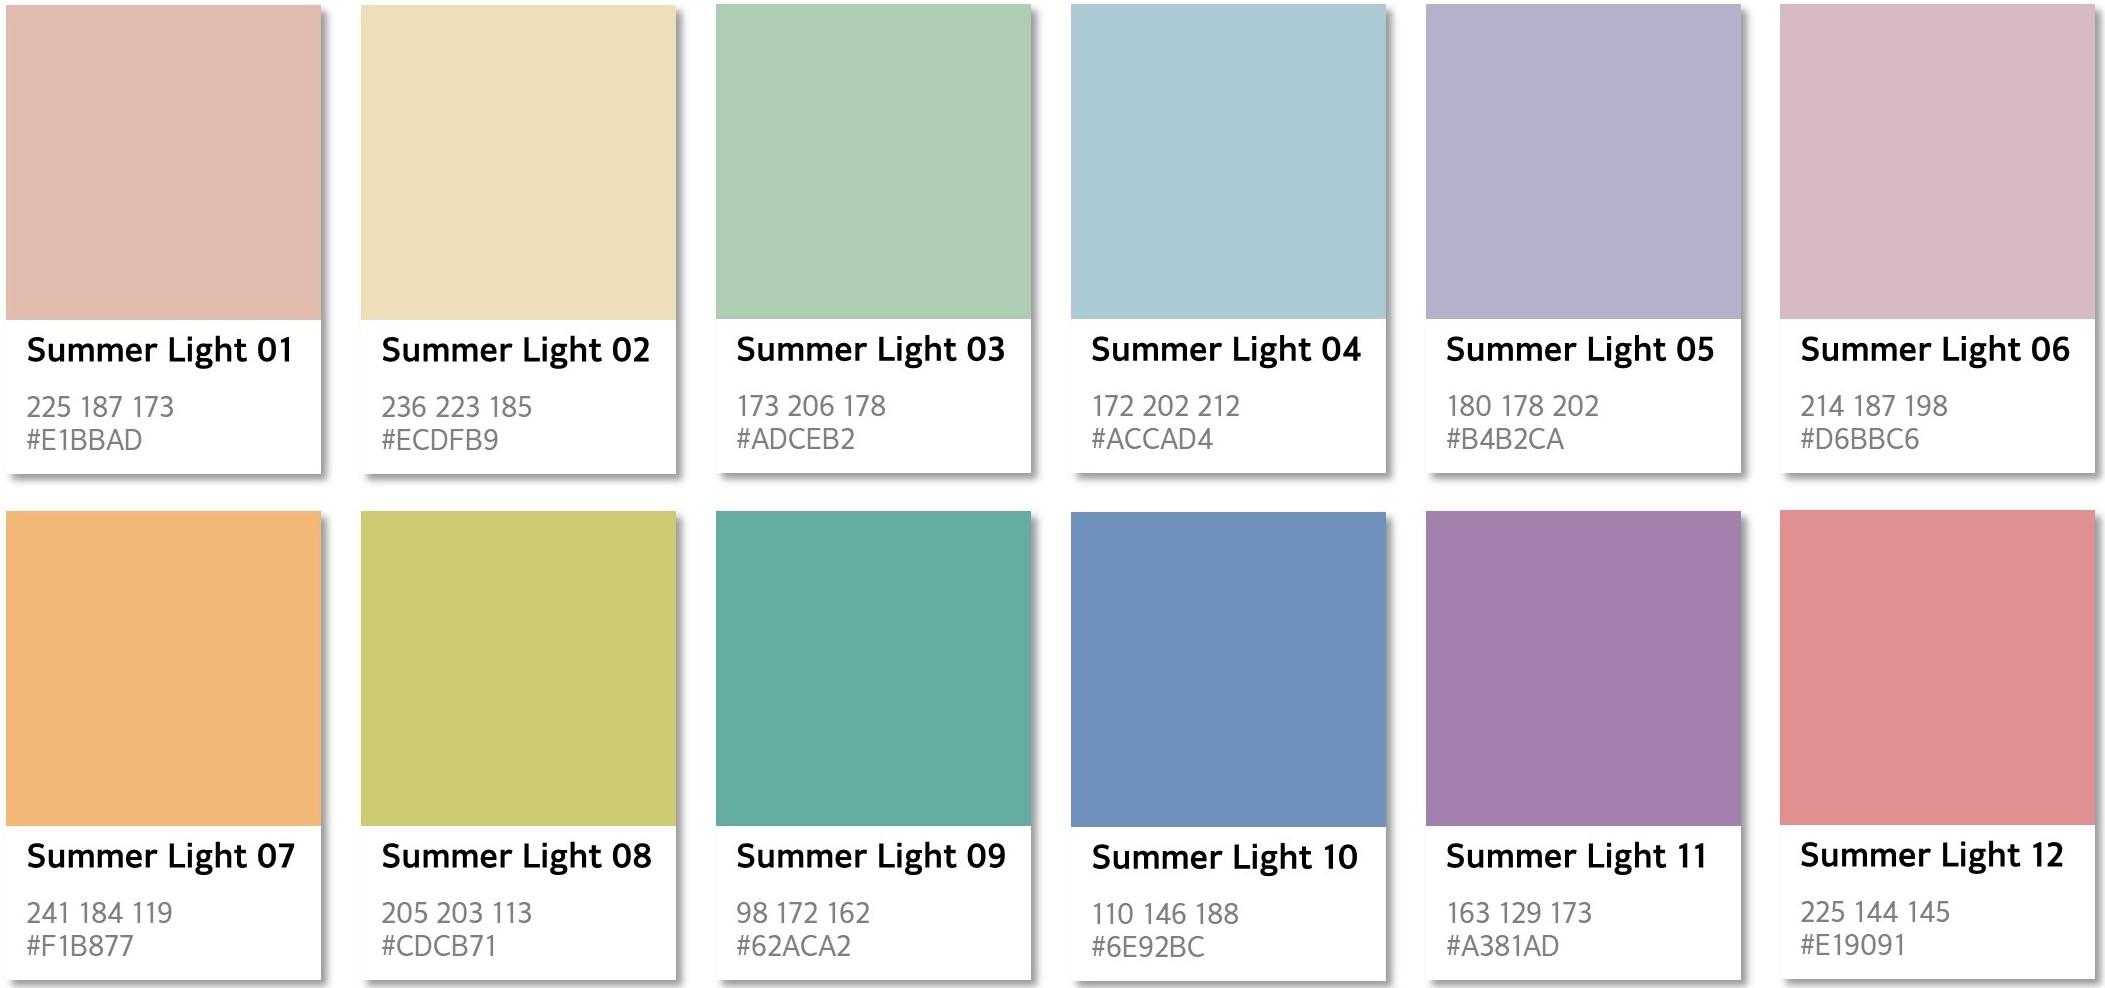 Summer Light 01
225 187 173
#E1BBAD
Summer Light 02
236 223 185
#ECDFB9
Summer Light 03
173 206 178
#ADCEB2
Summer Light 04
172 202 212
#ACCAD4
Summer Light 05
180 178 202
#B4B2CA
Summer Light 06
214 187 198
#D6BBC6
Summer Light 07
241 184 119
#F1B877
Summer Light 08
205 203 113
#CDCB71
Summer Light 09
98 172 162
#62ACA2
Summer Light 10
110 146 188
#6E92BC
Summer Light 11
163 129 173
#A381AD
Summer Light 12
225 144 145
#E19091